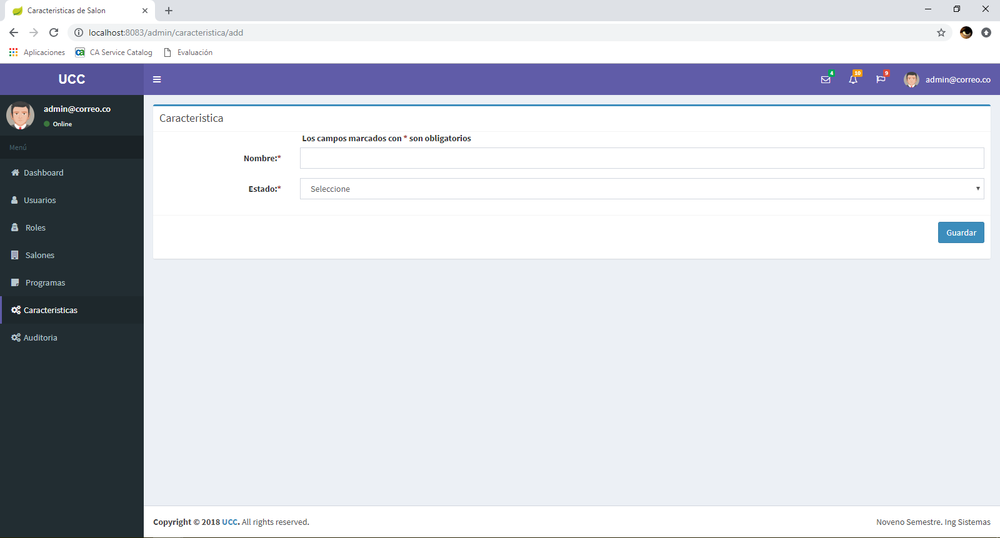 Caracteristicas de Salon
localhost:8083/admin/caracteristica/add
Aplicaciones
CA Service Catalog
Evaluación
UCC
4
10
9
admin@correo.co
admin@correo.co
Online
Menú
Dashboard
Usuarios
Roles
Salones
Programas
Caracteristicas
Auditoria
Caracteristica
Los campos marcados con * son obligatorios
Nombre:*
Estado:*
Seleccione
Guardar
Copyright © 2018 UCC. All rights reserved.
Noveno Semestre. Ing Sistemas